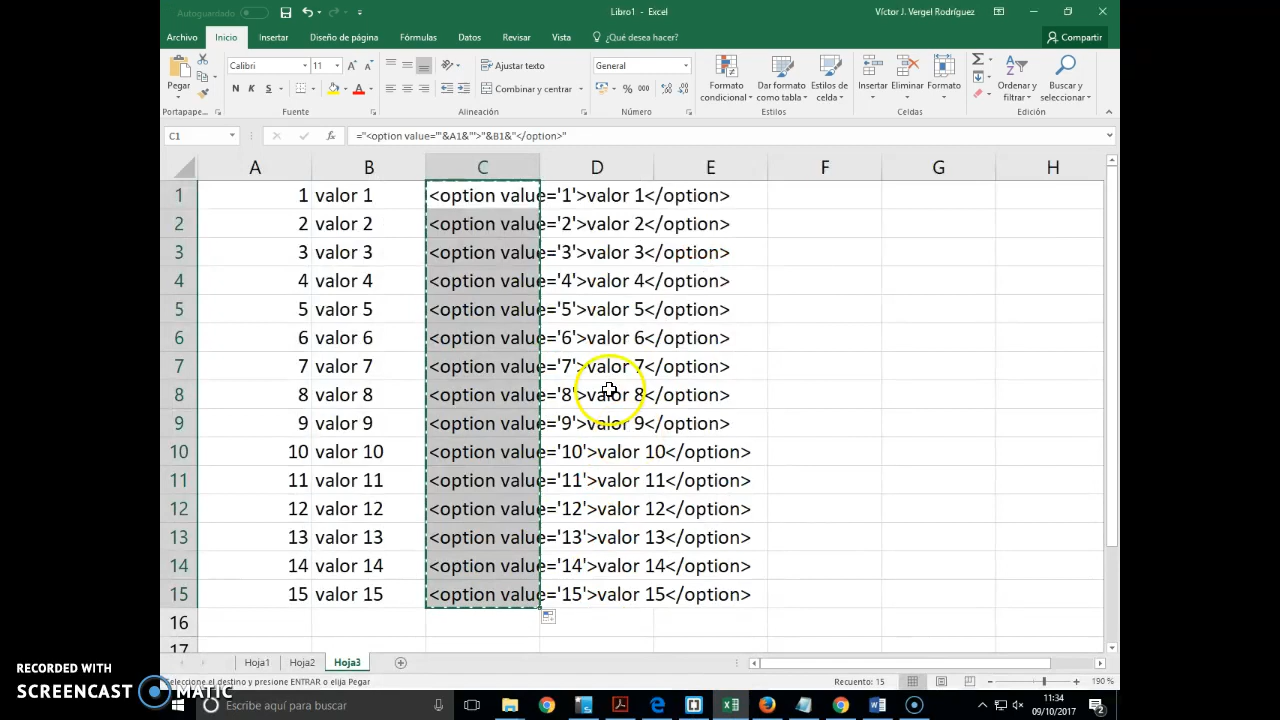 Autoguardado
Libro1 - Excel
Víctor J. Vergel Rodríguez
Archivo Inicio Insertar Diseño de página Fórmulas Datos Revisar Vista ¿Qué desea hacer? Compartir
Pegar
Calibri 11
N K S
Ajustar texto
Combinar y centrar
General
% 000
Formato condicional
Dar formato como tabla
Estilos de celda
Insertar Eliminar Formato
Ordenar y filtrar
Buscar y seleccionar
Portapape... Fuente Alineación Número Estilos Celdas Edición
C1 fx ="<option value='"&A1&"'>"&B1&"</option>"
A B C D E F G H
1 1 valor 1 <option value='1'>valor 1</option>
2 2 valor 2 <option value='2'>valor 2</option>
3 3 valor 3 <option value='3'>valor 3</option>
4 4 valor 4 <option value='4'>valor 4</option>
5 5 valor 5 <option value='5'>valor 5</option>
6 6 valor 6 <option value='6'>valor 6</option>
7 7 valor 7 <option value='7'>valor 7</option>
8 8 valor 8 <option value='8'>valor 8</option>
9 9 valor 9 <option value='9'>valor 9</option>
10 10 valor 10 <option value='10'>valor 10</option>
11 11 valor 11 <option value='11'>valor 11</option>
12 12 valor 12 <option value='12'>valor 12</option>
13 13 valor 13 <option value='13'>valor 13</option>
14 14 valor 14 <option value='14'>valor 14</option>
15 15 valor 15 <option value='15'>valor 15</option>
16
17
Hoja1 Hoja2 Hoja3
Seleccione el destino y presione ENTRAR o elija Pegar Recuento: 15 190 %
RECORDED WITH
SCREENCAST MATIC
Escribe aquí para buscar
11:34
09/10/2017
2